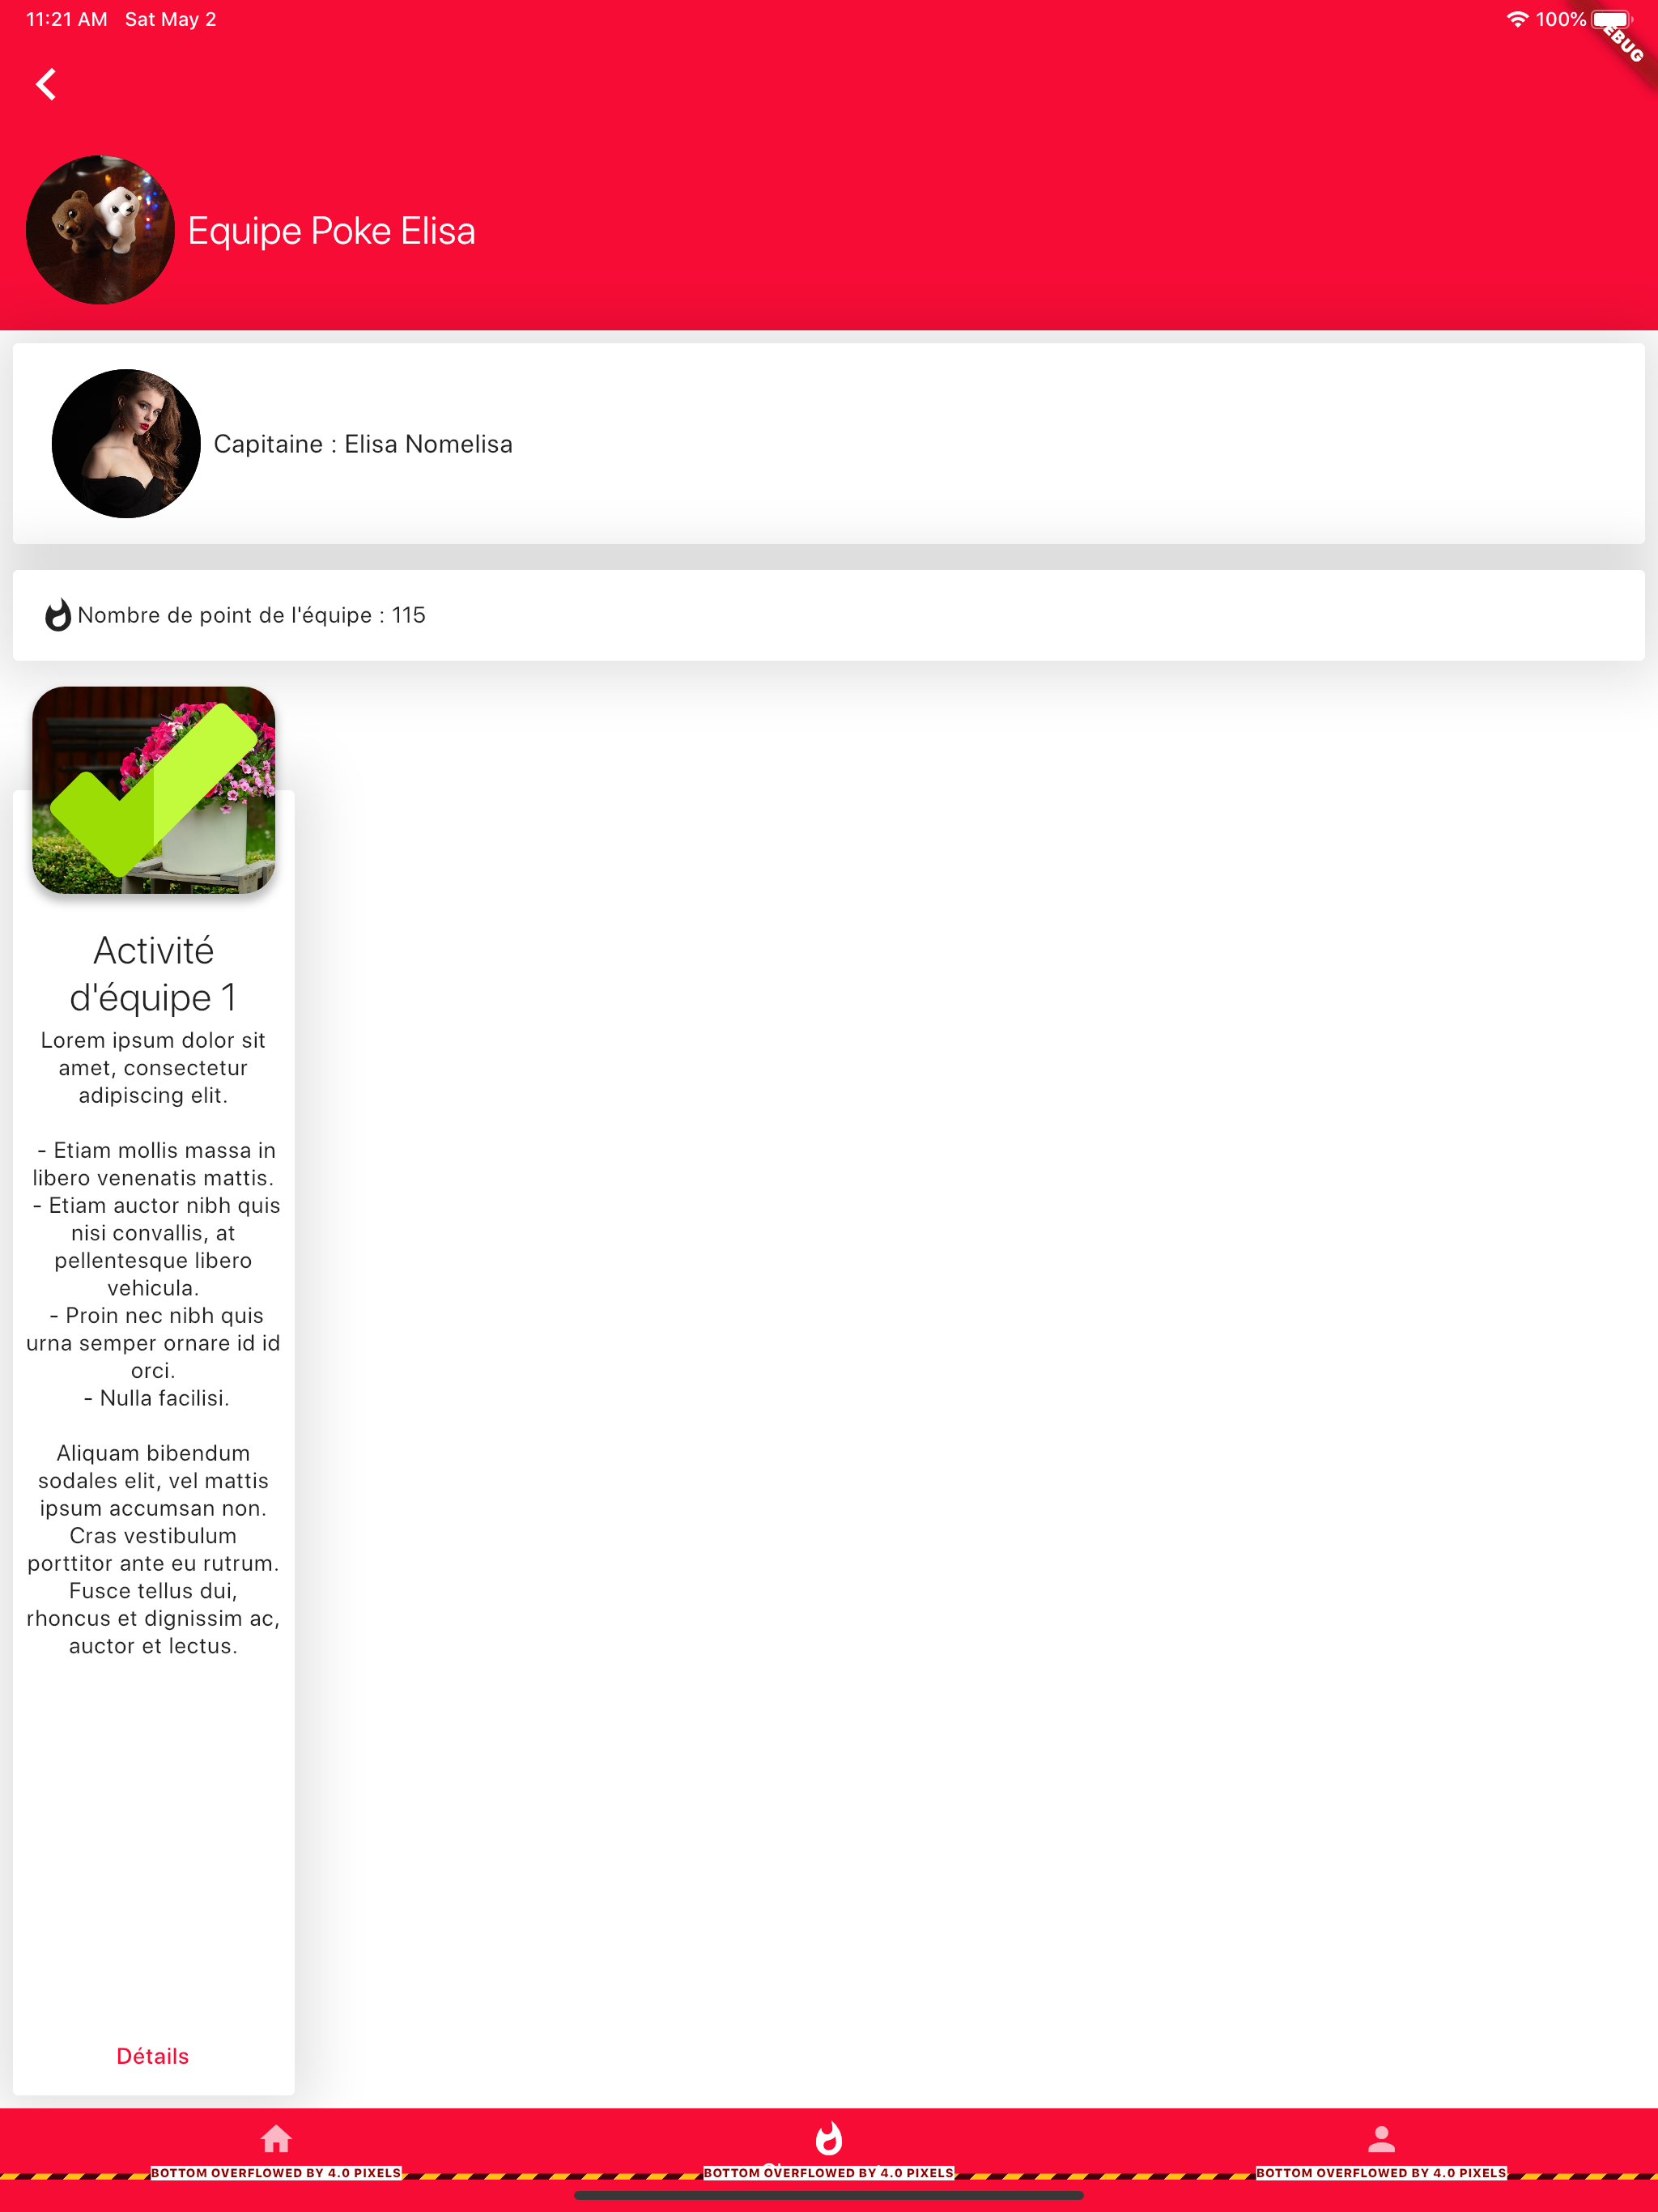 11:21 AM Sat May 2
100%
EBUG
Equipe Poke Elisa
Capitaine : Elisa Nomelisa
Nombre de point de l'équipe : 115
Activité
d'équipe 1
Lorem ipsum dolor sit
amet, consectetur
adipiscing elit.
- Etiam mollis massa in
libero venenatis mattis.
- Etiam auctor nibh quis
nisi convallis, at
pellentesque libero
vehicula.
- Proin nec nibh quis
urna semper ornare id id
orci.
- Nulla facilisi.
Aliquam bibendum
sodales elit, vel mattis
ipsum accumsan non.
Cras vestibulum
porttitor ante eu rutrum.
Fusce tellus dui,
rhoncus et dignissim ac,
auctor et lectus.
Détails
BOTTOM OVERFLOWED BY 4.0 PIXELS
BOTTOM OVERFLOWED BY 4.0 PIXELS
BOTTOM OVERFLOWED BY 4.0 PIXELS